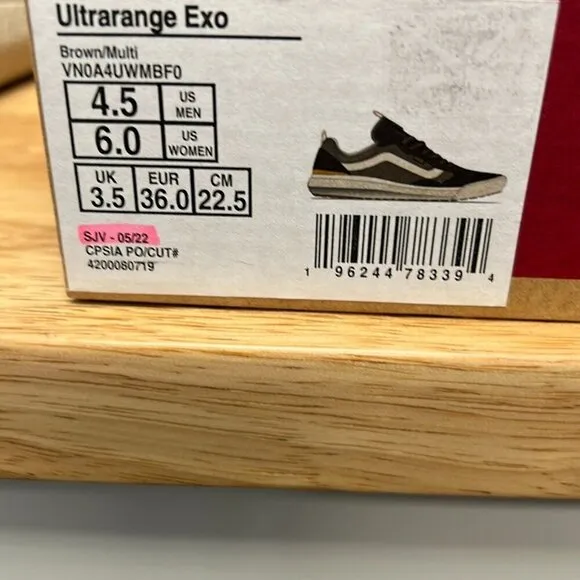 Ultrarange Exo
Brown/Multi
VN0A4UWMBF0
4.5 US MEN
6.0 US WOMEN
UK EUR CM
3.5 36.0 22.5
SJV - 05/22
CPSIA PO/CUT#
4200080719
1 96244 78339 4